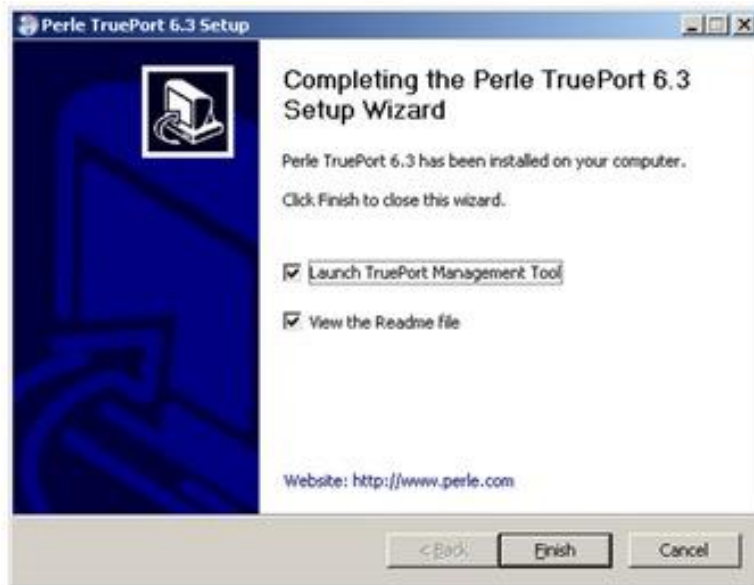 Perle TruePort 6.3 Setup
Completing the Perle TruePort 6.3
Setup Wizard
Perle TruePort 6.3 has been installed on your computer.
Click Finish to close this wizard.
Launch TruePort Management Tool
View the Readme file
Website: http://www.perle.com
< Back
Finish
Cancel